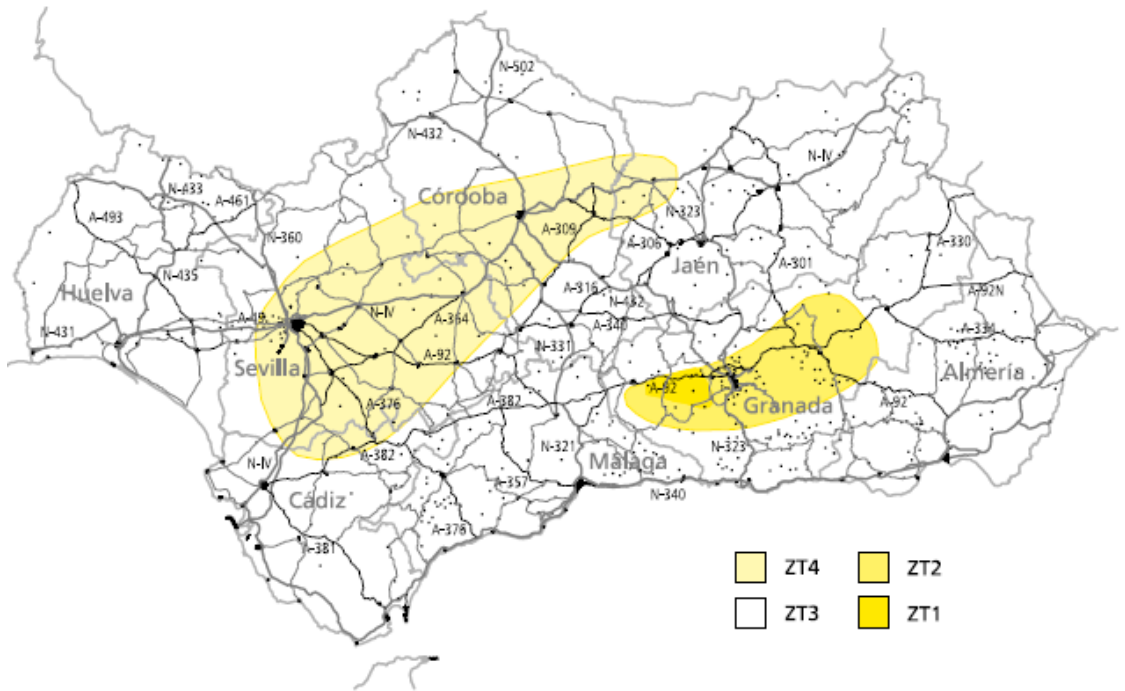 N-502
N-432
N-IV
Córdoba
N-433
A-461
A-493
N-323
A-309
N-360
A-306
A-330
Jaén
N-435
A-301
Huelva
A-316
N-432
A-92N
A-49
N-IV
A-364
A-340
N-431
A-334
N-331
Sevilla
A-92
Almería
A-92
A-376
A-382
Granada
A-92
N-321
N-323
A-382
Málaga
N-IV
A-357
N-340
Cádiz
A-376
A-381
ZT4
ZT2
ZT3
ZT1